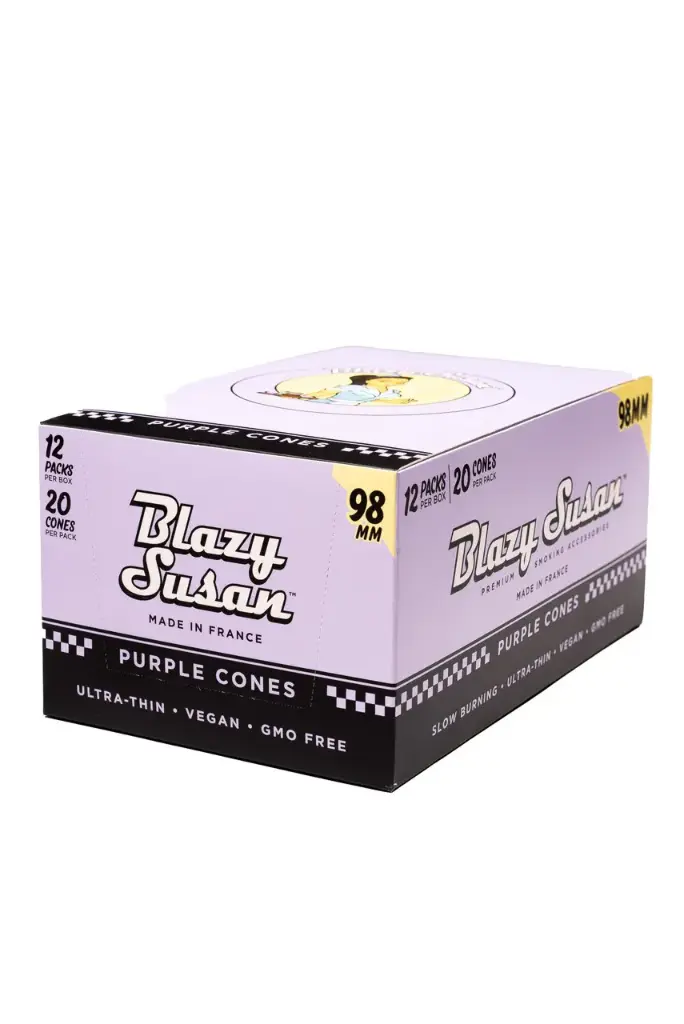 PURPLE CONES
12
PACKS
PER BOX
20
CONES
PER PACK
98
MM
Blazy
Susan™
MADE IN FRANCE
PURPLE CONES
ULTRA-THIN • VEGAN • GMO FREE
98MM
12 PACKS PER BOX | 20 CONES PER PACK
Blazy Susan™
PREMIUM SMOKING ACCESSORIES
MADE IN FRANCE
PURPLE CONES
SLOW BURNING • ULTRA-THIN • VEGAN • GMO FREE